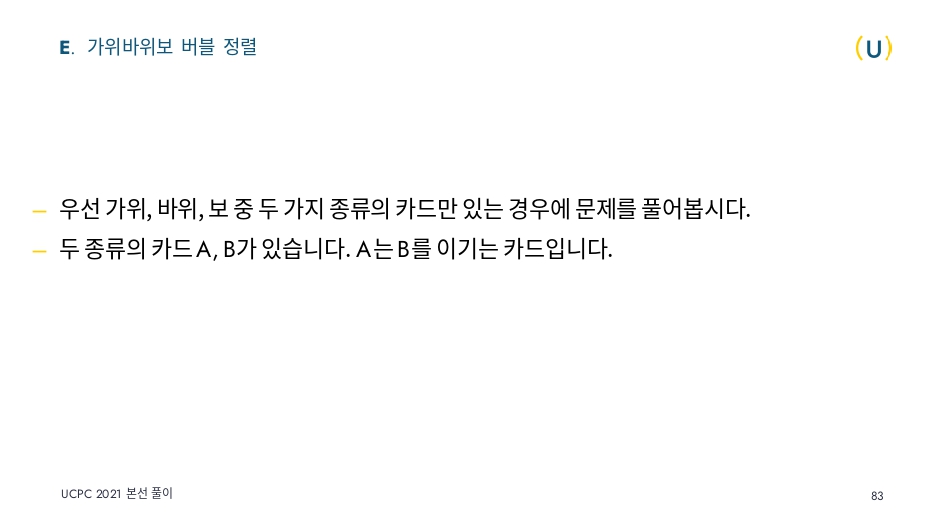 E. 가위바위보 버블 정렬
(U)
– 우선 가위, 바위, 보 중 두 가지 종류의 카드만 있는 경우에 문제를 풀어봅시다.
– 두 종류의 카드 A, B가 있습니다. A는 B를 이기는 카드입니다.
UCPC 2021 본선 풀이
83